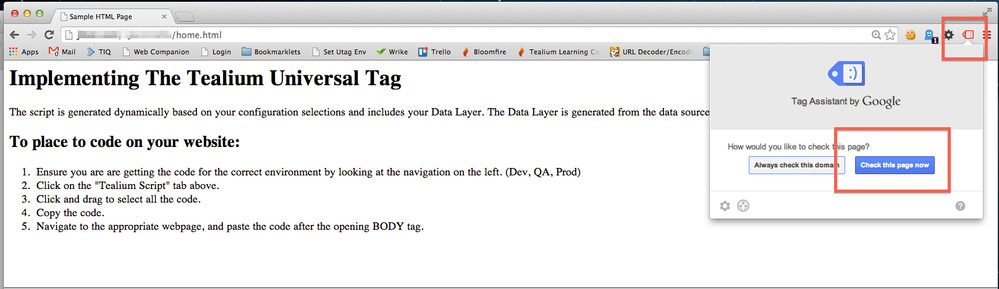 Sample HTML Page
/home.html
Apps Gmail TIQ Web Companion Login Bookmarklets Set Utag Env Wrike Trello Bloomfire Tealium Learning URL Decoder/Encode
1
Implementing The Tealium Universal Tag
The script is generated dynamically based on your configuration selections and includes your Data Layer. The Data Layer is generated from the data source
To place to code on your website:
1. Ensure you are are getting the code for the correct environment by looking at the navigation on the left. (Dev, QA, Prod)
2. Click on the "Tealium Script" tab above.
3. Click and drag to select all the code.
4. Copy the code.
5. Navigate to the appropriate webpage, and paste the code after the opening BODY tag.
:)
Tag Assistant by Google
How would you like to check this page?
Always check this domain
Check this page now
?